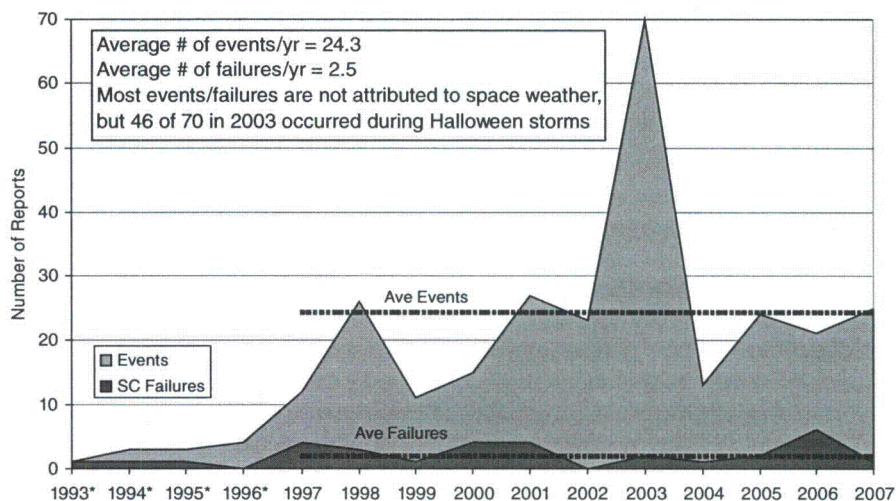 Average # of events/yr = 24.3
Average # of failures/yr = 2.5
Most events/failures are not attributed to space weather,
but 46 of 70 in 2003 occurred during Halloween storms
70
60
50
40
30
20
10
0
Number of Reports
Ave Events
Events
SC Failures
Ave Failures
1993* 1994* 1995* 1996* 1997 1998 1999 2000 2001 2002 2003 2004 2005 2006 2007